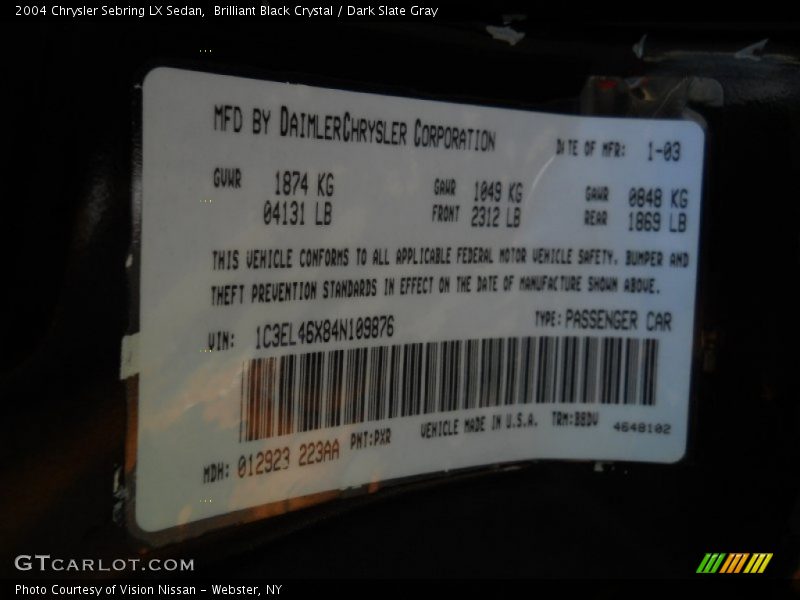 2004 Chrysler Sebring LX Sedan,  Brilliant Black Crystal / Dark Slate Gray
MFD BY DAIMLERCHRYSLER CORPORATION
DATE OF MFR: 1-03
GVWR 1874 KG
04131 LB
GAWR 1049 KG
FRONT 2312 LB
GAWR 0848 KG
REAR 1869 LB
THIS VEHICLE CONFORMS TO ALL APPLICABLE FEDERAL MOTOR VEHICLE SAFETY, BUMPER AND
THEFT PREVENTION STANDARDS IN EFFECT ON THE DATE OF MANUFACTURE SHOWN ABOVE.
VIN: 1C3EL46X84N109876
TYPE: PASSENGER CAR
MDH: 012923 223AA
PNT:PXR
VEHICLE MADE IN U.S.A.
TRM:BBDV
4648102
GTCARLOT.COM
Photo Courtesy of Vision Nissan - Webster, NY